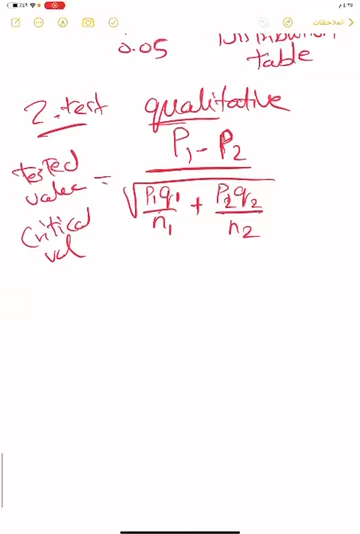 الملاحظات
0.05
table
Z-test qualitative
tested value = P₁ - P₂ / √(P₁q₁/n₁ + P₂q₂/n₂)
Critical
val